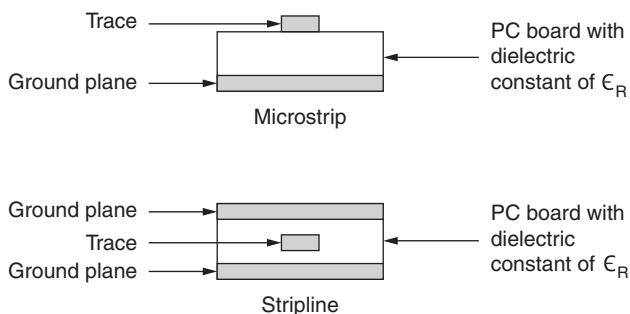 Trace
Ground plane
PC board with
dielectric
constant of ϵR
Microstrip
Ground plane
Trace
Ground plane
PC board with
dielectric
constant of ϵR
Stripline